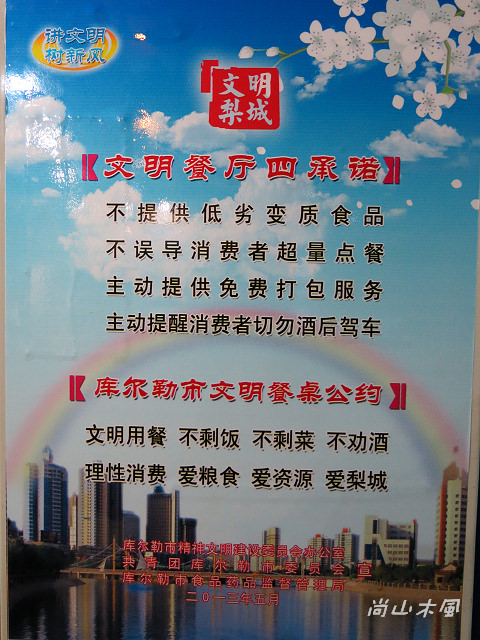 讲文明
树新风
文明
梨城
文明餐厅四承诺
不提供低劣变质食品
不误导消费者超量点餐
主动提供免费打包服务
主动提醒消费者切勿酒后驾车
库尔勒市文明餐桌公约
文明用餐 不剩饭 不剩菜 不劝酒
理性消费 爱粮食 爱资源 爱梨城
库尔勒市精神文明建设委员会办公室
共青团库尔勒市委员会宣
库尔勒市食品药品监督管理局
二〇一三年五月
尚山木風